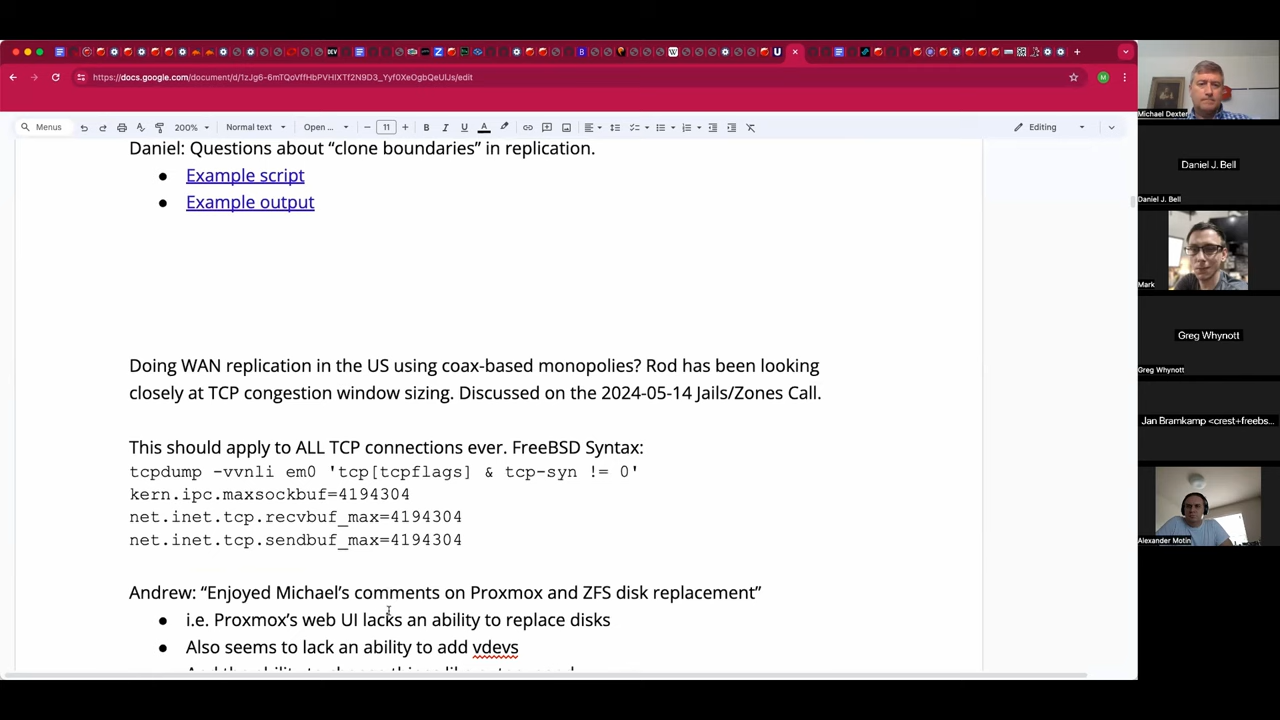 https://docs.google.com/document/d/1zJg6-6mTQoVffHbPVHIXTf2N9D3_Yyf0XeOgbQeUIJs/edit
M
Menus
200%
Normal text
Open ...
11
B
I
U
A
Editing
Daniel: Questions about “clone boundaries” in replication.
● Example script
● Example output
Doing WAN replication in the US using coax-based monopolies? Rod has been looking
closely at TCP congestion window sizing. Discussed on the 2024-05-14 Jails/Zones Call.
This should apply to ALL TCP connections ever. FreeBSD Syntax:
tcpdump -vvnli em0 'tcp[tcpflags] & tcp-syn != 0'
kern.ipc.maxsockbuf=4194304
net.inet.tcp.recvbuf_max=4194304
net.inet.tcp.sendbuf_max=4194304
Andrew: “Enjoyed Michael’s comments on Proxmox and ZFS disk replacement”
● i.e. Proxmox’s web UI lacks an ability to replace disks
● Also seems to lack an ability to add vdevs
Michael Dexter
Daniel J. Bell
Daniel J. Bell
Mark
Greg Whynott
Greg Whynott
Jan Bramkamp <crest+freebs...
Alexander Motin